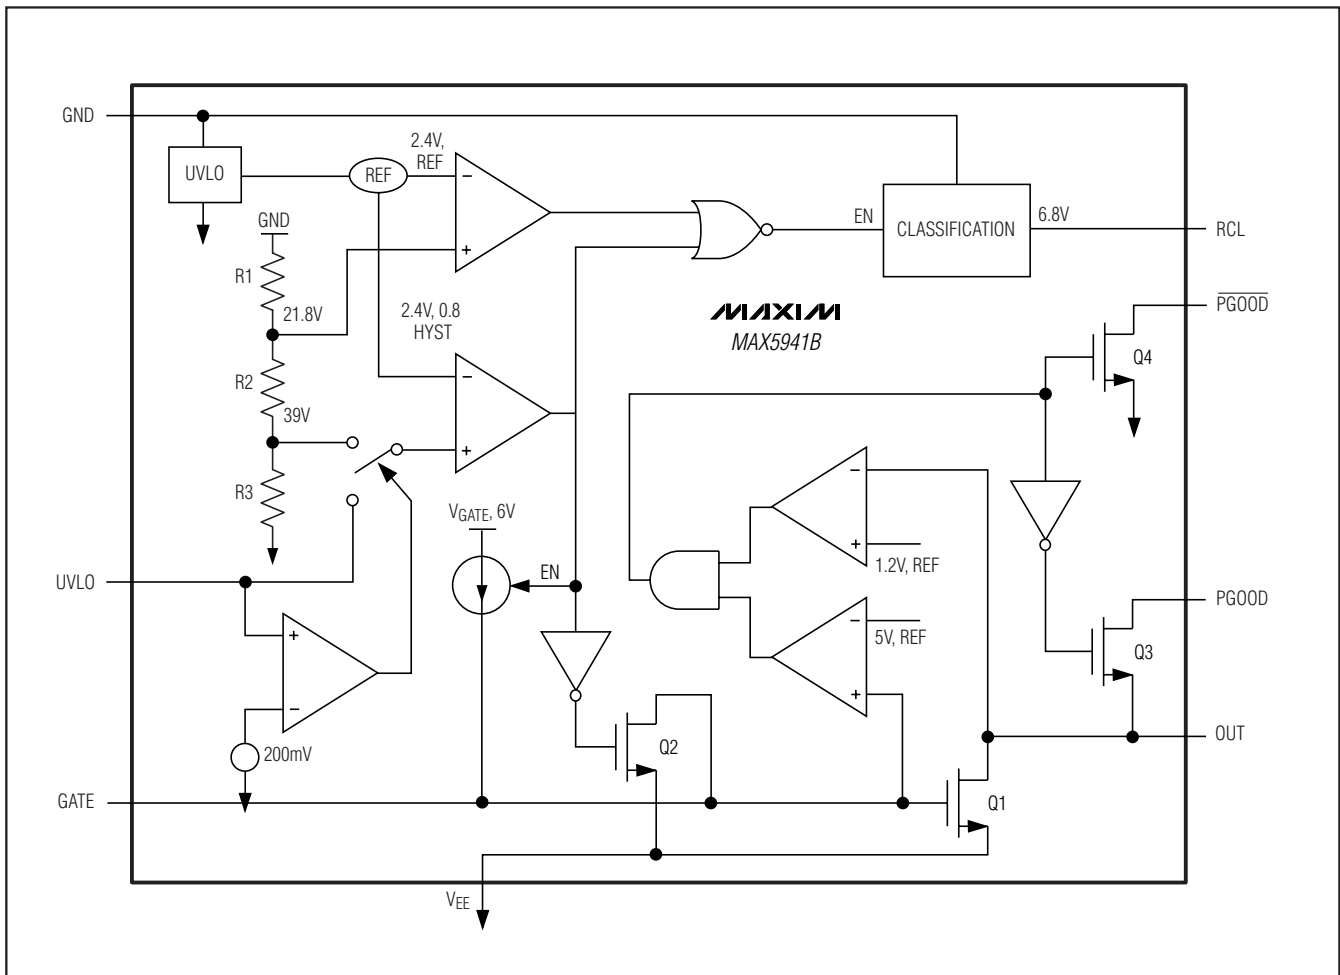 GND
UVLO
REF
2.4V,
REF
−
+
GND
R1
21.8V
R2
39V
R3
2.4V, 0.8
HYST
−
+
EN
CLASSIFICATION
6.8V
RCL
MAXIM
MAX5941B
PGOOD
Q4
VGATE, 6V
EN
−
+
1.2V, REF
−
5V, REF
+
UVLO
+
−
200mV
PGOOD
Q3
Q2
OUT
GATE
Q1
VEE